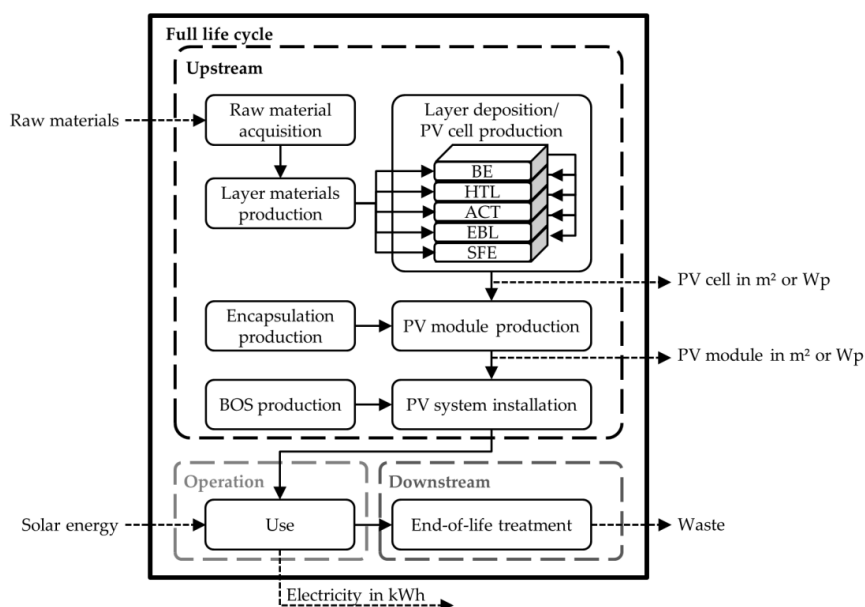 Full life cycle
Upstream
Raw materials
Raw material
acquisition
Layer materials
production
Layer deposition/
PV cell production
BE
HTL
ACT
EBL
SFE
PV cell in m² or Wp
Encapsulation
production
PV module production
PV module in m² or Wp
BOS production
PV system installation
Operation
Downstream
Solar energy
Use
End-of-life treatment
Waste
Electricity in kWh